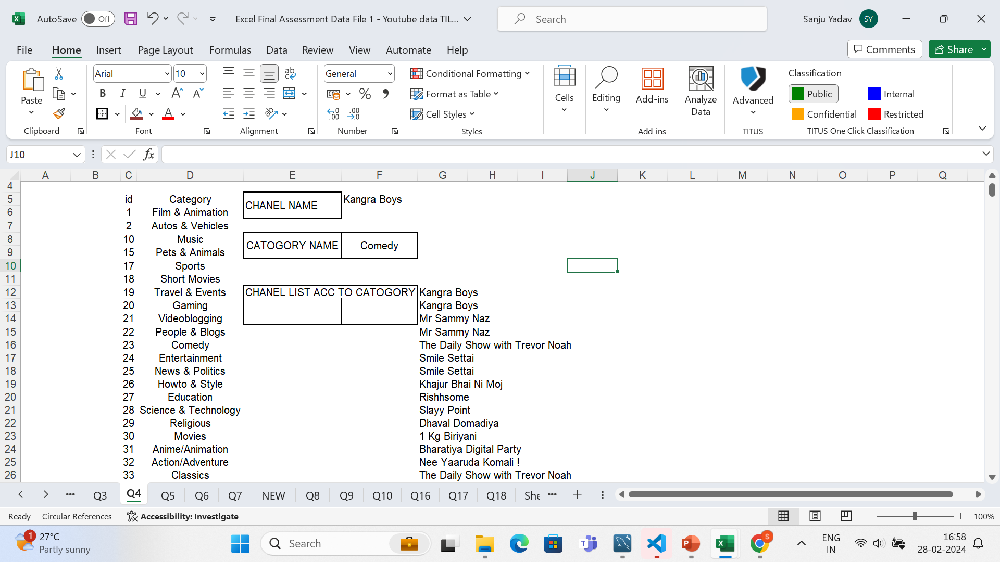 AutoSave Off Excel Final Assessment Data File 1 - Youtube data TIL... Search Sanju Yadav SY
File Home Insert Page Layout Formulas Data Review View Automate Help Comments Share
Paste
Clipboard
Arial 10
B I U A A
A
Font
ab
Alignment
General
% 9
.00
Number
Conditional Formatting
Format as Table
Cell Styles
Styles
Cells
Editing
Add-ins
Add-ins
Analyze
Data
Advanced
TITUS
Classification
Public Internal
Confidential Restricted
TITUS One Click Classification
J10 fx
A B C D E F G H I J K L M N O P Q
4
5 id Category CHANEL NAME Kangra Boys
6 1 Film & Animation
7 2 Autos & Vehicles
8 10 Music CATOGORY NAME Comedy
9 15 Pets & Animals
10 17 Sports
11 18 Short Movies
12 19 Travel & Events CHANEL LIST ACC TO CATOGORY Kangra Boys
13 20 Gaming Kangra Boys
14 21 Videoblogging Mr Sammy Naz
15 22 People & Blogs Mr Sammy Naz
16 23 Comedy The Daily Show with Trevor Noah
17 24 Entertainment Smile Settai
18 25 News & Politics Smile Settai
19 26 Howto & Style Khajur Bhai Ni Moj
20 27 Education Rishhsome
21 28 Science & Technology Slayy Point
22 29 Religious Dhaval Domadiya
23 30 Movies 1 Kg Biriyani
24 31 Anime/Animation Bharatiya Digital Party
25 32 Action/Adventure Nee Yaaruda Komali !
26 33 Classics The Daily Show with Trevor Noah
Q3 Q4 Q5 Q6 Q7 NEW Q8 Q9 Q10 Q16 Q17 Q18 She
Ready Circular References Accessibility: Investigate 100%
1 27°C
Partly sunny
Search
ENG
IN
16:58
28-02-2024